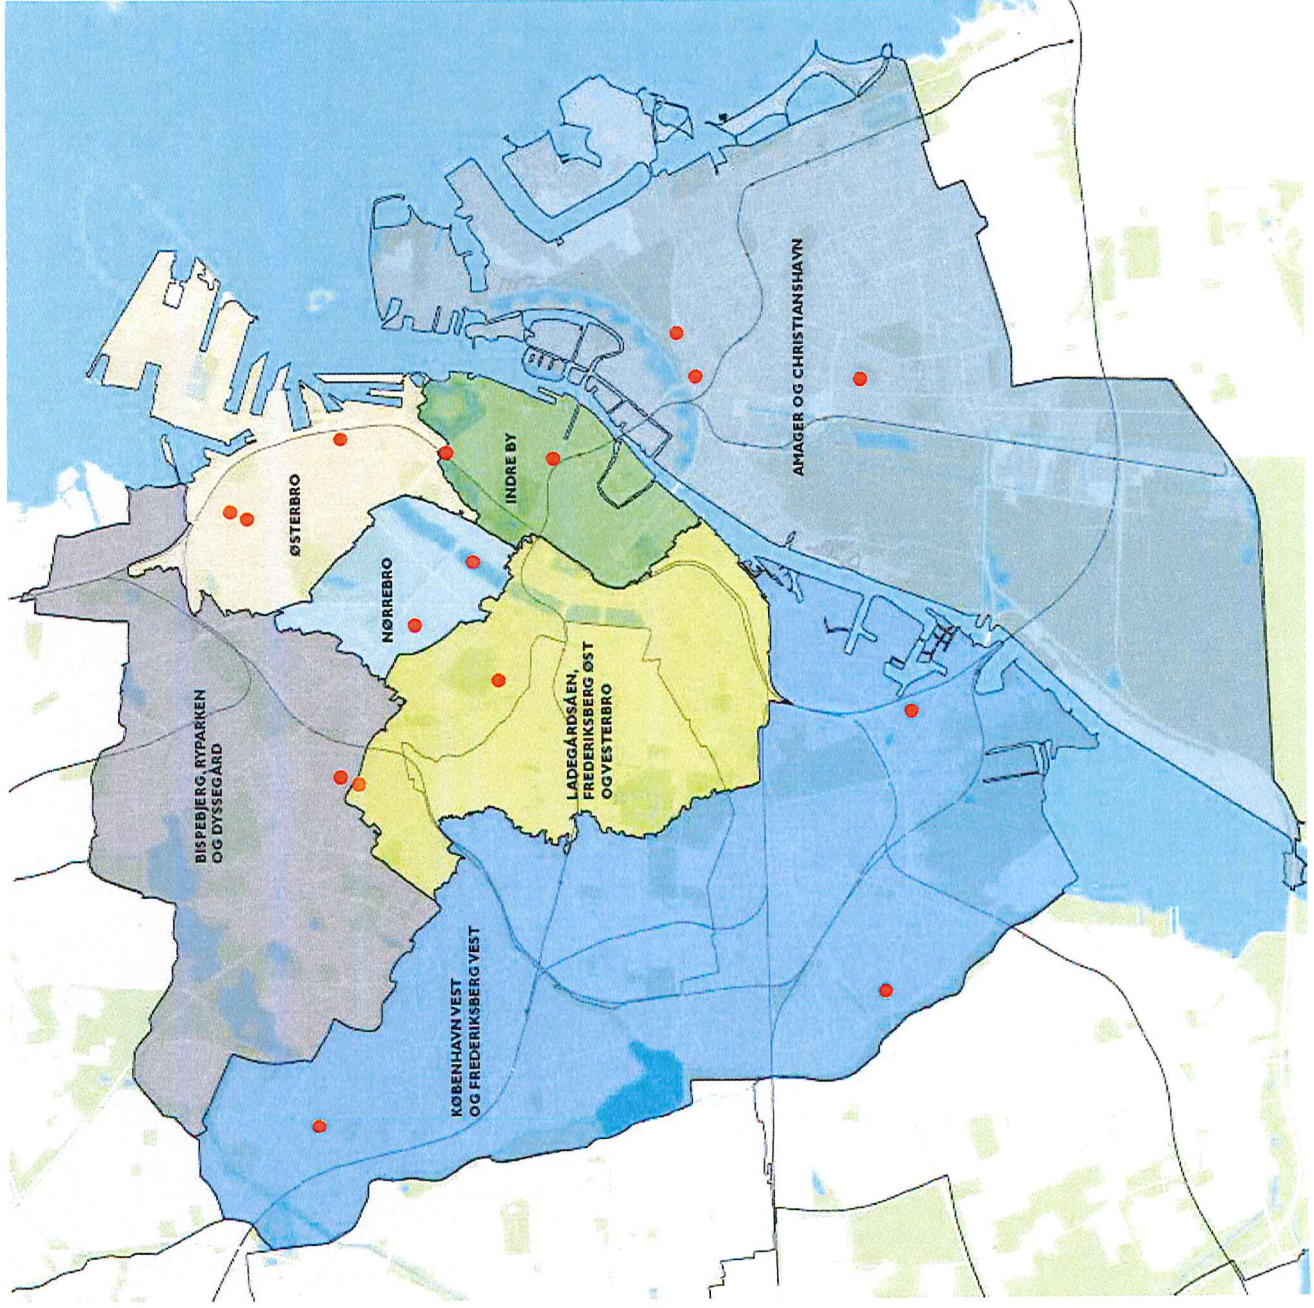 BISPEBJERG, RYPARKEN
OG DYSSEGÅRD
ØSTERBRO
NØRREBRO
INDRE BY
LADEGÅRDSÅEN,
FREDERIKSBERG ØST
OG VESTERBRO
KØBENHAVN VEST
OG FREDERIKSBERG VEST
AMAGER OG CHRISTIANSHAVN